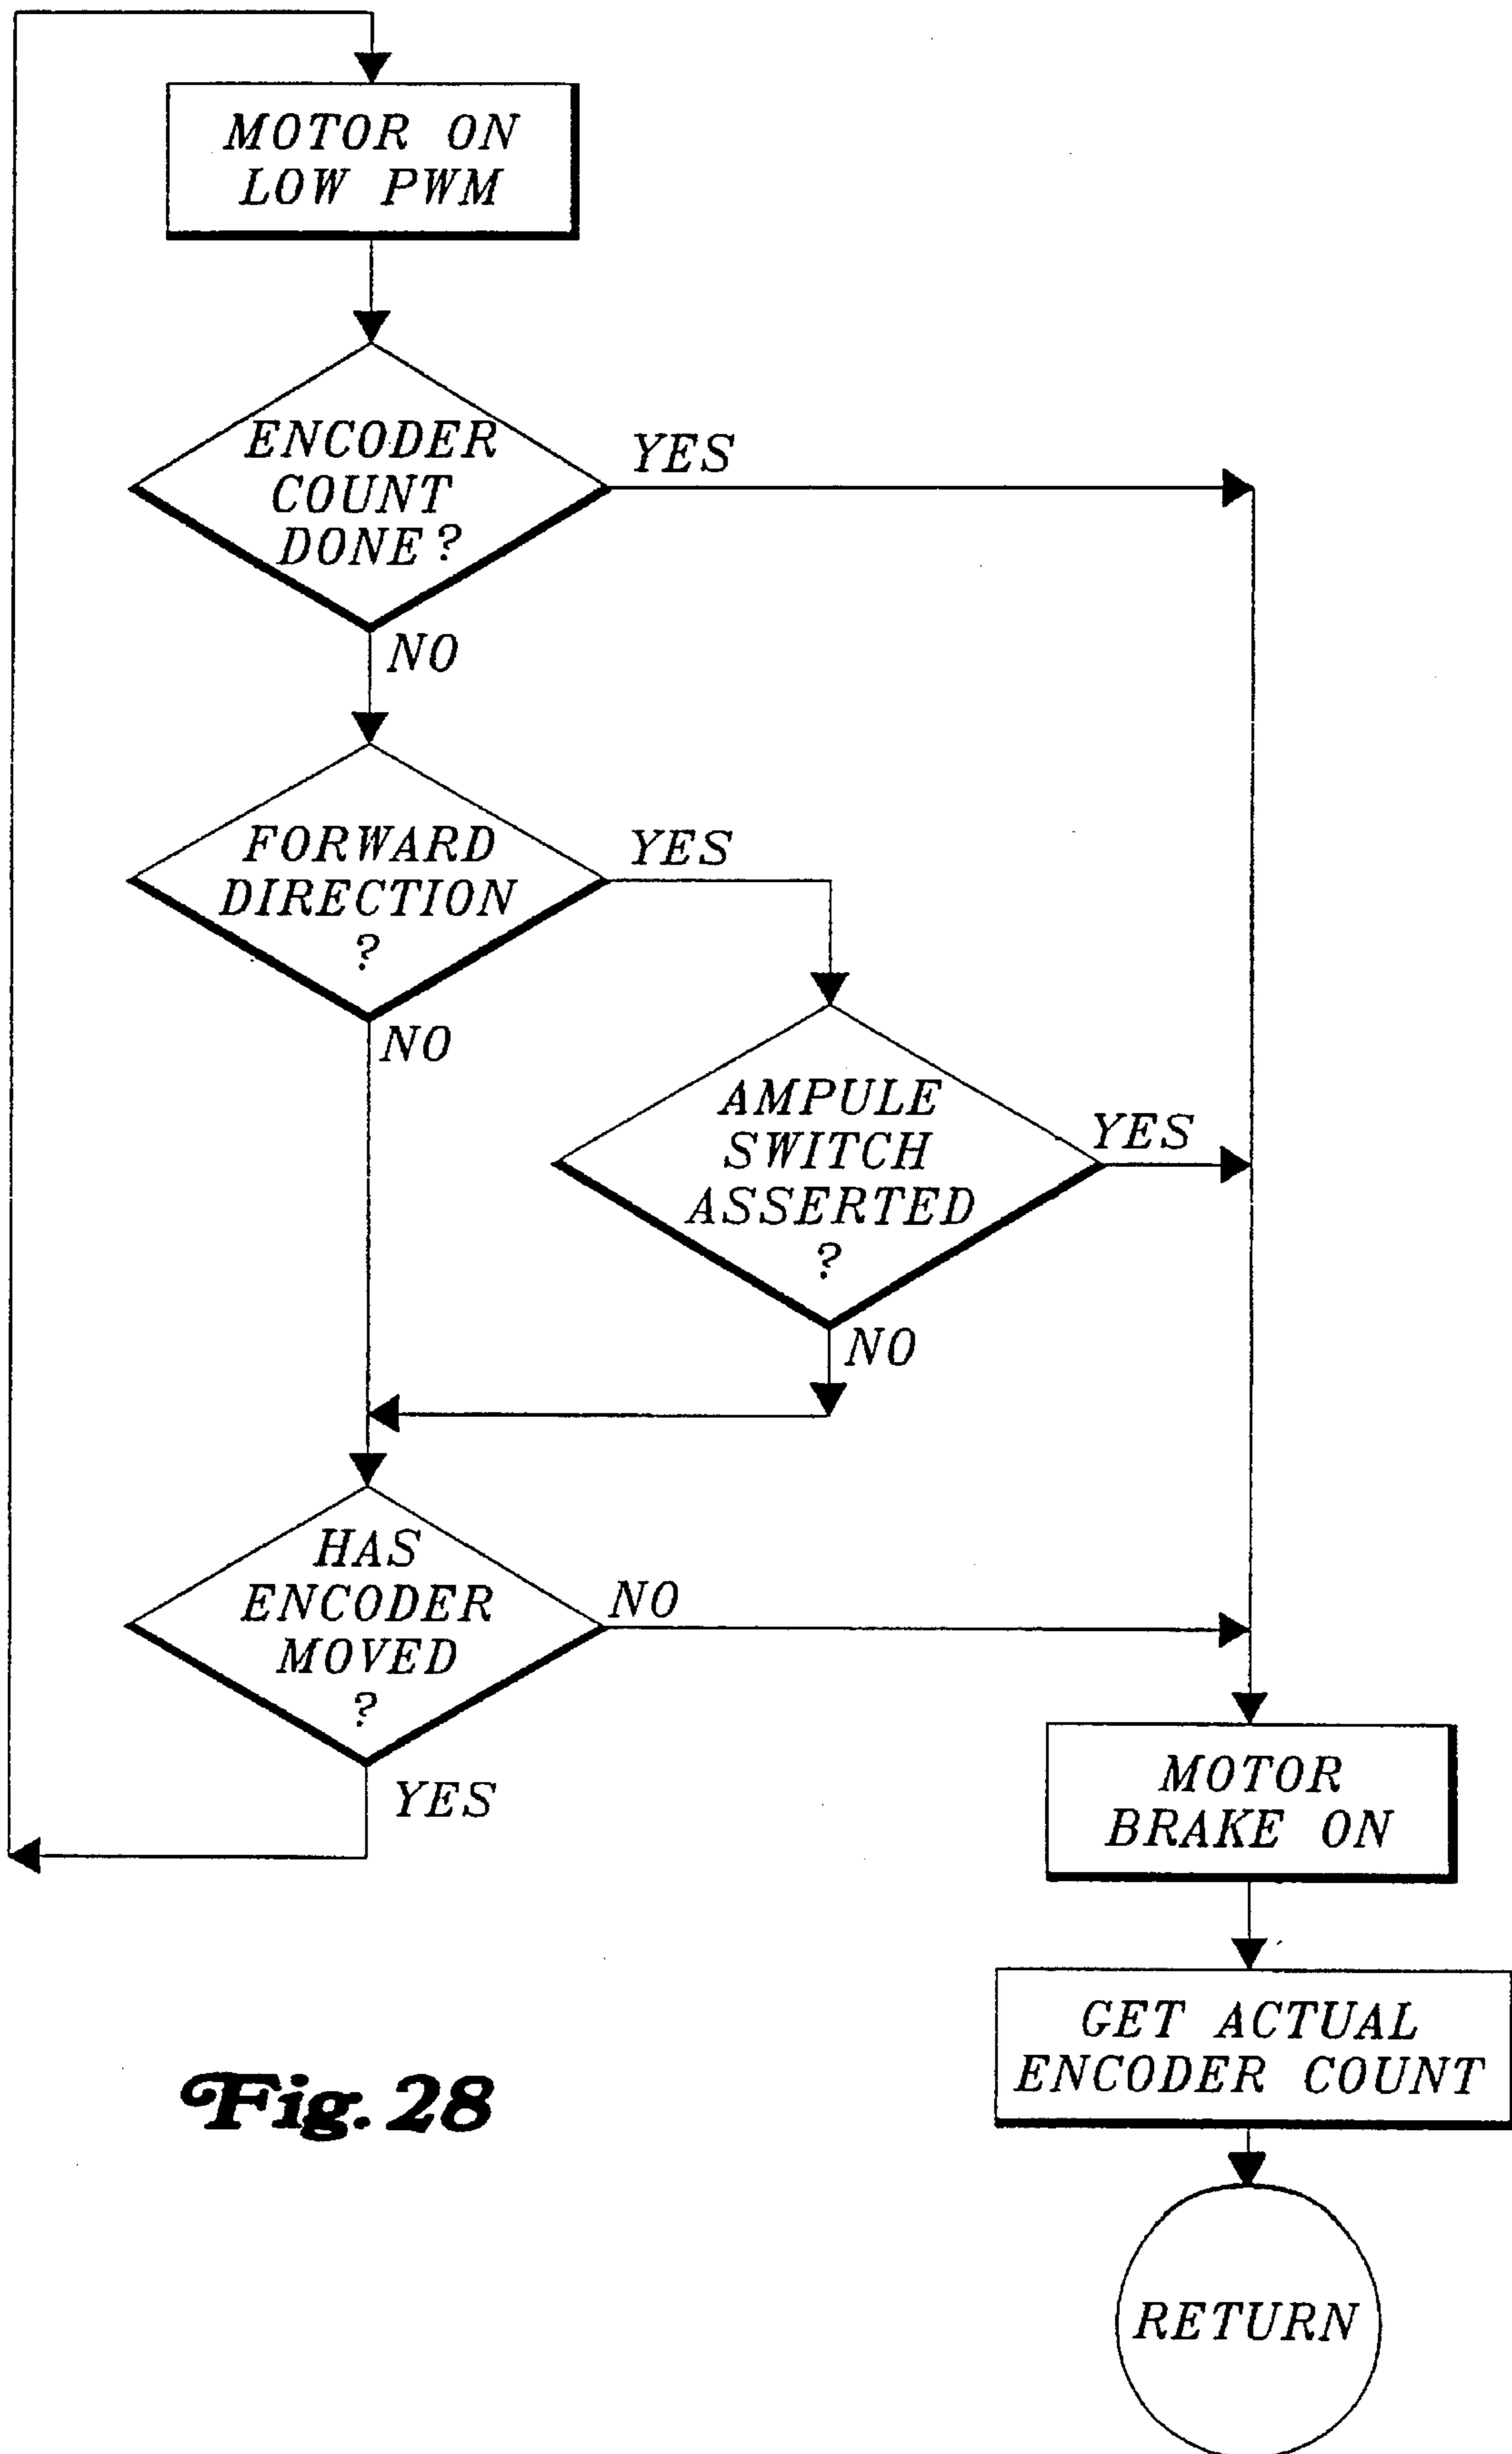 MOTOR ON
LOW PWM
ENCODER
COUNT
DONE?
YES
NO
FORWARD
DIRECTION
?
YES
NO
AMPULE
SWITCH
ASSERTED
?
YES
NO
HAS
ENCODER
MOVED
?
NO
YES
MOTOR
BRAKE ON
GET ACTUAL
ENCODER COUNT
RETURN
Fig. 28